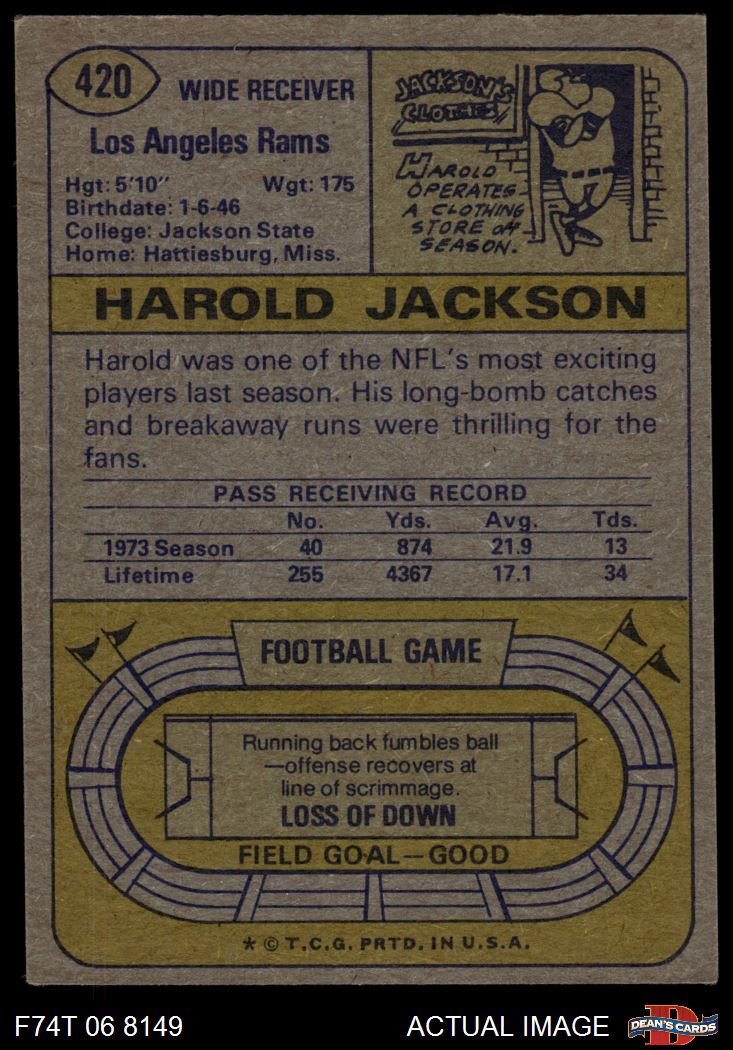 420
WIDE RECEIVER
Los Angeles Rams
Hgt: 5'10" Wgt: 175
Birthdate: 1-6-46
College: Jackson State
Home: Hattiesburg, Miss.
JACKSON'S
CLOTHES
HAROLD
OPERATES
A CLOTHING
STORE OFF
SEASON.
HAROLD JACKSON
Harold was one of the NFL's most exciting
players last season. His long-bomb catches
and breakaway runs were thrilling for the
fans.
PASS RECEIVING RECORD
No. Yds. Avg. Tds.
1973 Season 40 874 21.9 13
Lifetime 255 4367 17.1 34
FOOTBALL GAME
Running back fumbles ball
—offense recovers at
line of scrimmage.
LOSS OF DOWN
FIELD GOAL—GOOD
* © T.C.G. PRTD. IN U.S.A.
F74T 06 8149 ACTUAL IMAGE
D
DEAN'S CARDS